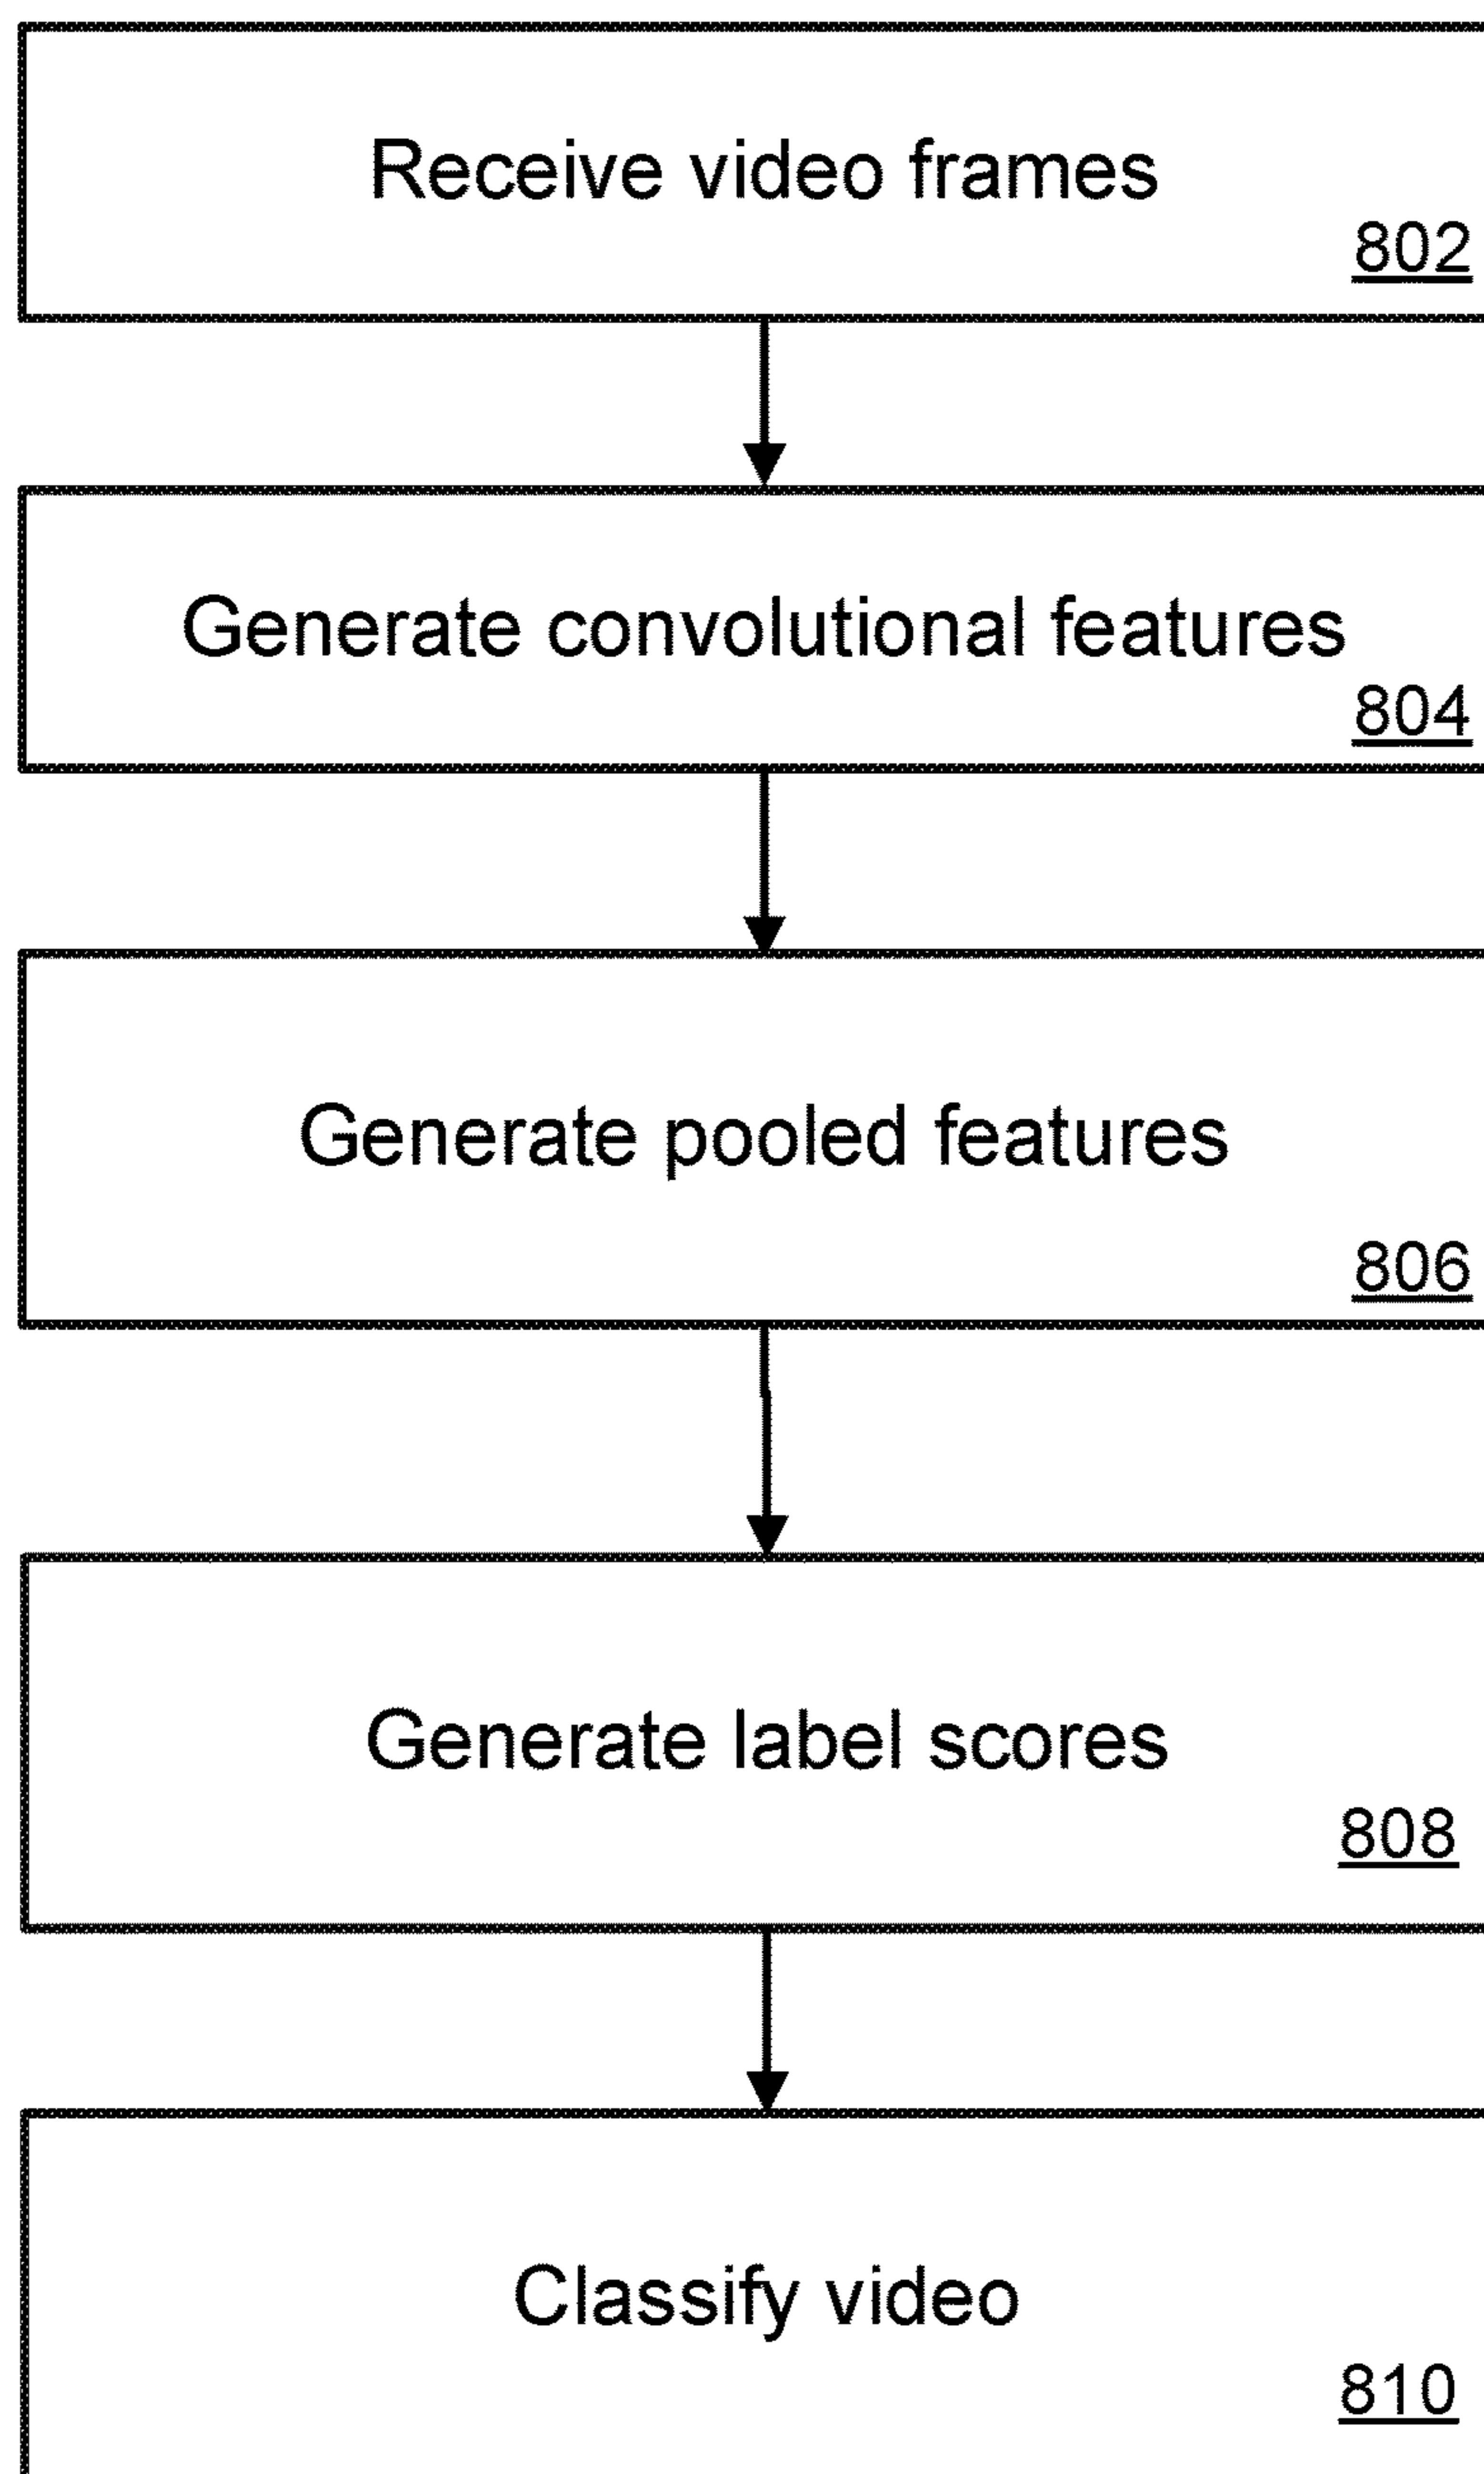 Receive video frames
802
Generate convolutional features
804
Generate pooled features
806
Generate label scores
808
Classify video
810